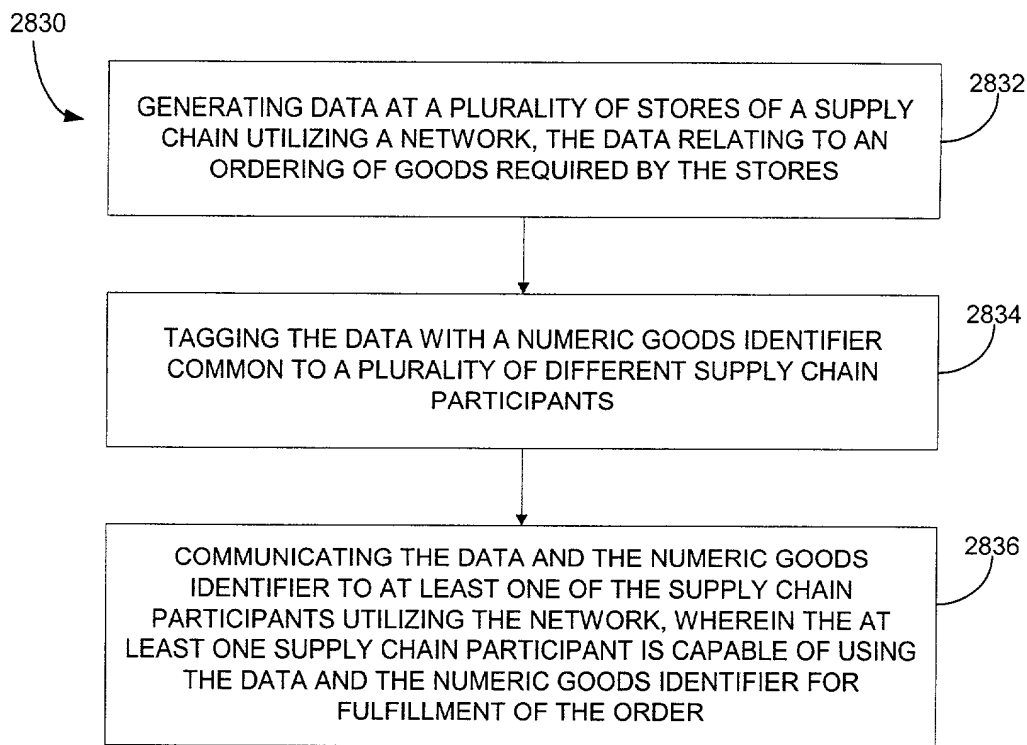 2830
2832
GENERATING DATA AT A PLURALITY OF STORES OF A SUPPLY
CHAIN UTILIZING A NETWORK, THE DATA RELATING TO AN
ORDERING OF GOODS REQUIRED BY THE STORES
2834
TAGGING THE DATA WITH A NUMERIC GOODS IDENTIFIER
COMMON TO A PLURALITY OF DIFFERENT SUPPLY CHAIN
PARTICIPANTS
2836
COMMUNICATING THE DATA AND THE NUMERIC GOODS
IDENTIFIER TO AT LEAST ONE OF THE SUPPLY CHAIN
PARTICIPANTS UTILIZING THE NETWORK, WHEREIN THE AT
LEAST ONE SUPPLY CHAIN PARTICIPANT IS CAPABLE OF USING
THE DATA AND THE NUMERIC GOODS IDENTIFIER FOR
FULFILLMENT OF THE ORDER